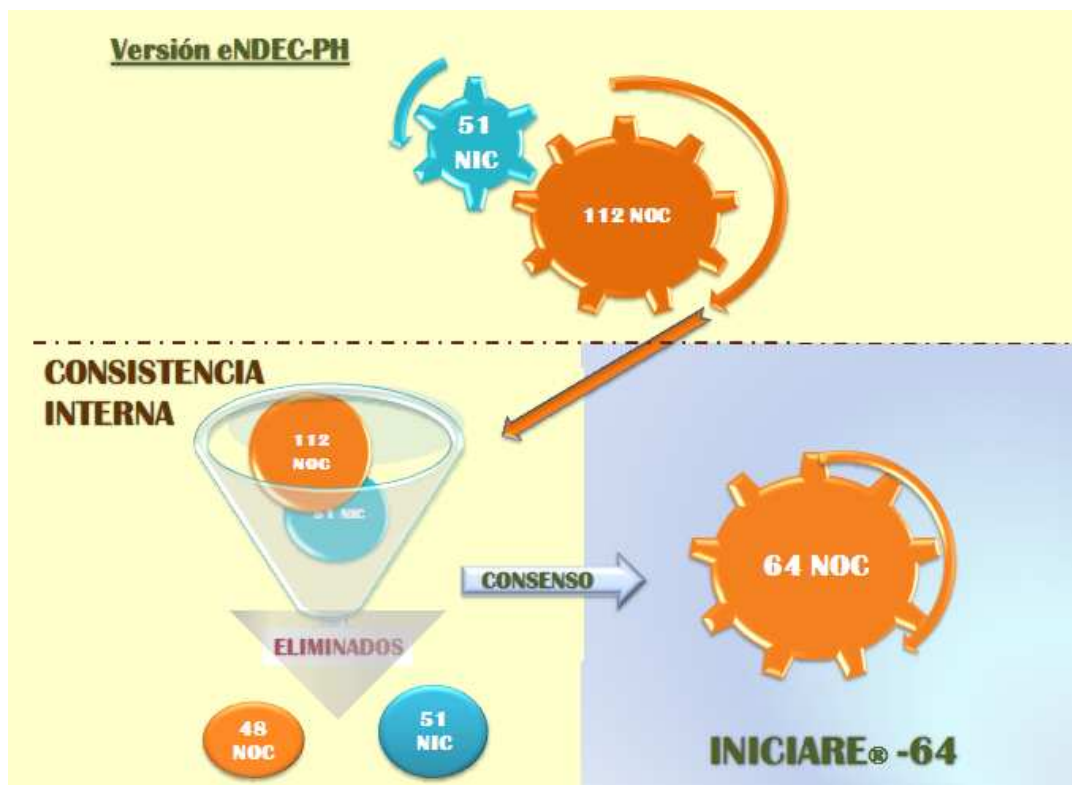 Versión eNDEC-PH
51
NIC
112 NOC
CONSISTENCIA
INTERNA
112
NOC
51 NIC
CONSENSO
64 NOC
ELIMINADOS
48
NOC
51
NIC
INICIARE® -64